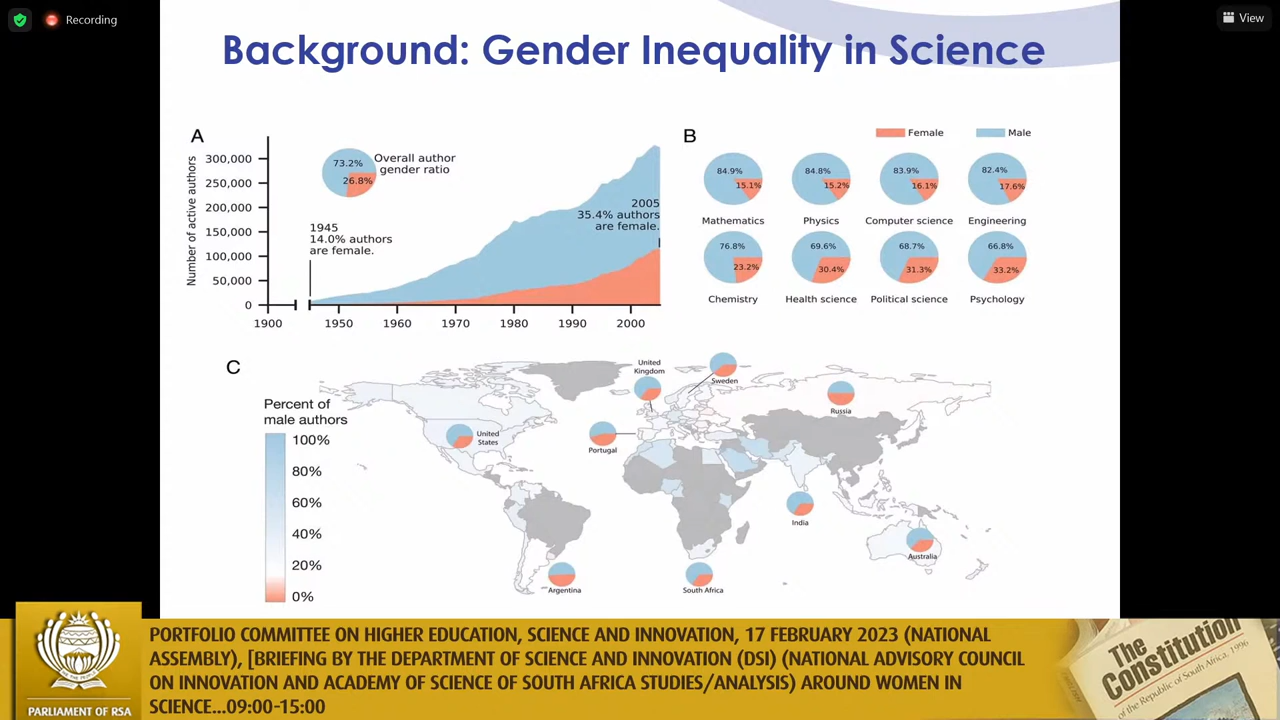 Recording
View
Background: Gender Inequality in Science
A
Number of active authors
300,000
250,000
200,000
150,000
100,000
50,000
0
1900
1950
1960
1970
1980
1990
2000
73.2%
26.8%
Overall author
gender ratio
1945
14.0% authors
are female.
2005
35.4% authors
are female.
B
Female
Male
84.9%
15.1%
Mathematics
84.8%
15.2%
Physics
83.9%
16.1%
Computer science
82.4%
17.6%
Engineering
76.8%
23.2%
Chemistry
69.6%
30.4%
Health science
68.7%
31.3%
Political science
66.8%
33.2%
Psychology
C
Percent of
male authors
100%
80%
60%
40%
20%
0%
United
States
United
Kingdom
Sweden
Russia
Portugal
India
Australia
Argentina
South Africa
PARLIAMENT OF RSA
PORTFOLIO COMMITTEE ON HIGHER EDUCATION, SCIENCE AND INNOVATION, 17 FEBRUARY 2023 (NATIONAL
ASSEMBLY), [BRIEFING BY THE DEPARTMENT OF SCIENCE AND INNOVATION (DSI) (NATIONAL ADVISORY COUNCIL
ON INNOVATION AND ACADEMY OF SCIENCE OF SOUTH AFRICA STUDIES/ANALYSIS) AROUND WOMEN IN
SCIENCE...09:00-15:00
The
Constitution
of the Republic of South Africa, 1996